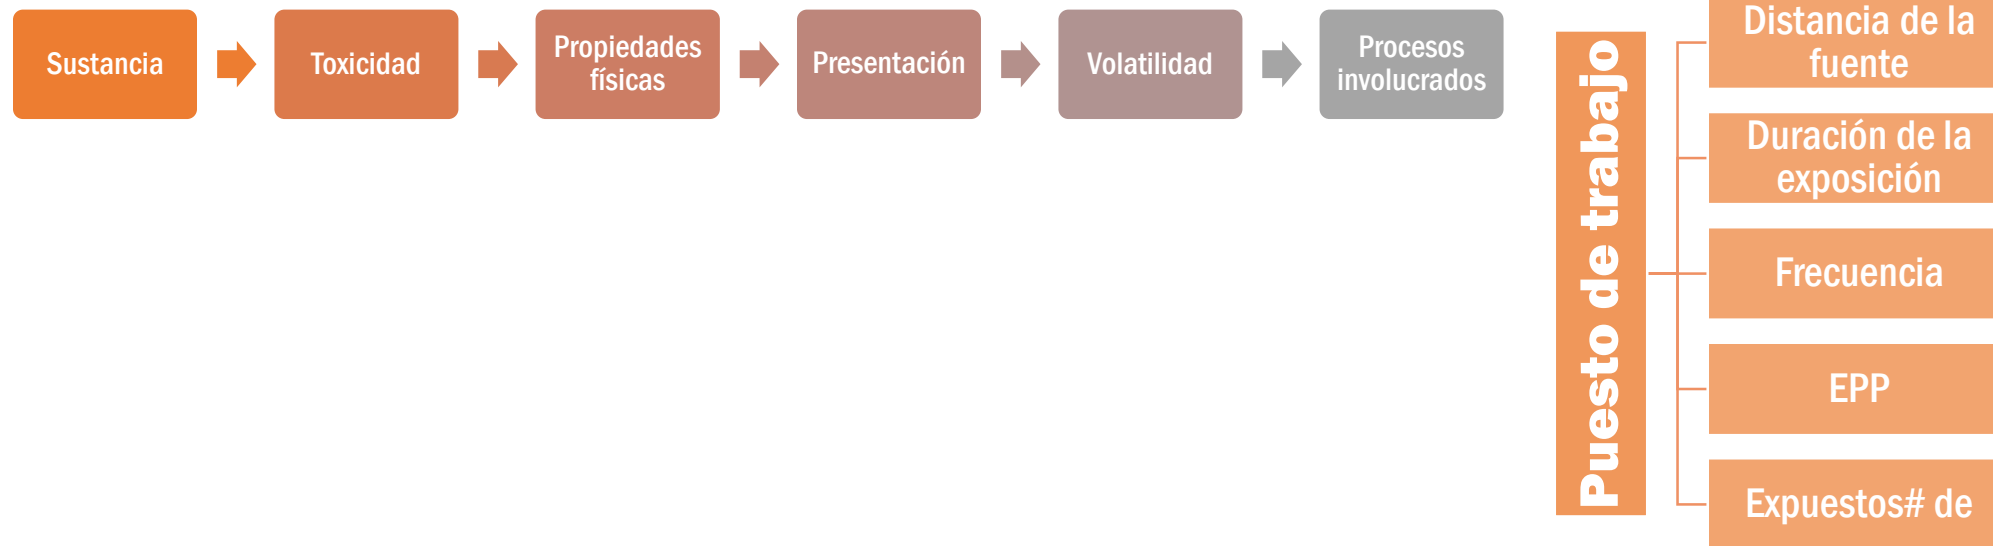 Sustancia
Toxicidad
Propiedades
físicas
Presentación
Volatilidad
Procesos
involucrados
Puesto de trabajo
Distancia de la
fuente
Duración de la
exposición
Frecuencia
EPP
Expuestos# de